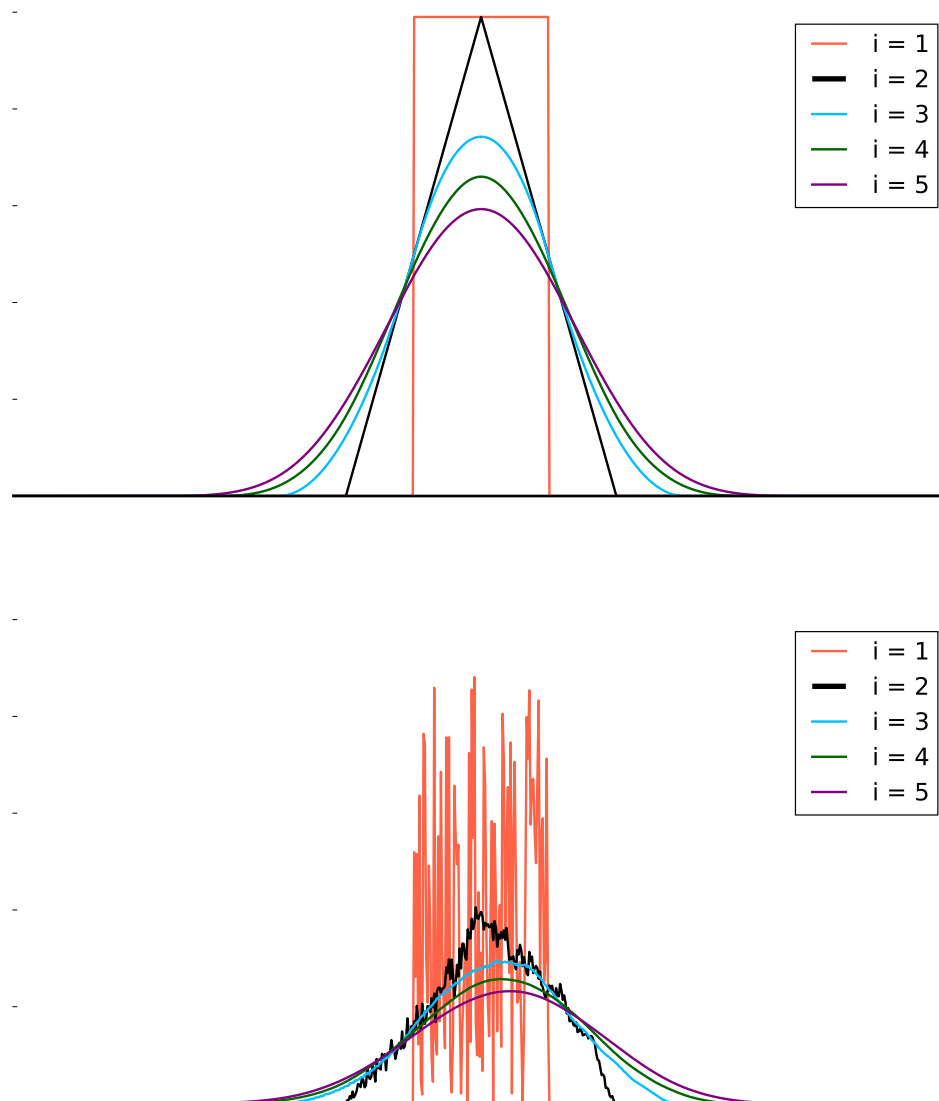 i = 1
i = 2
i = 3
i = 4
i = 5
i = 1
i = 2
i = 3
i = 4
i = 5